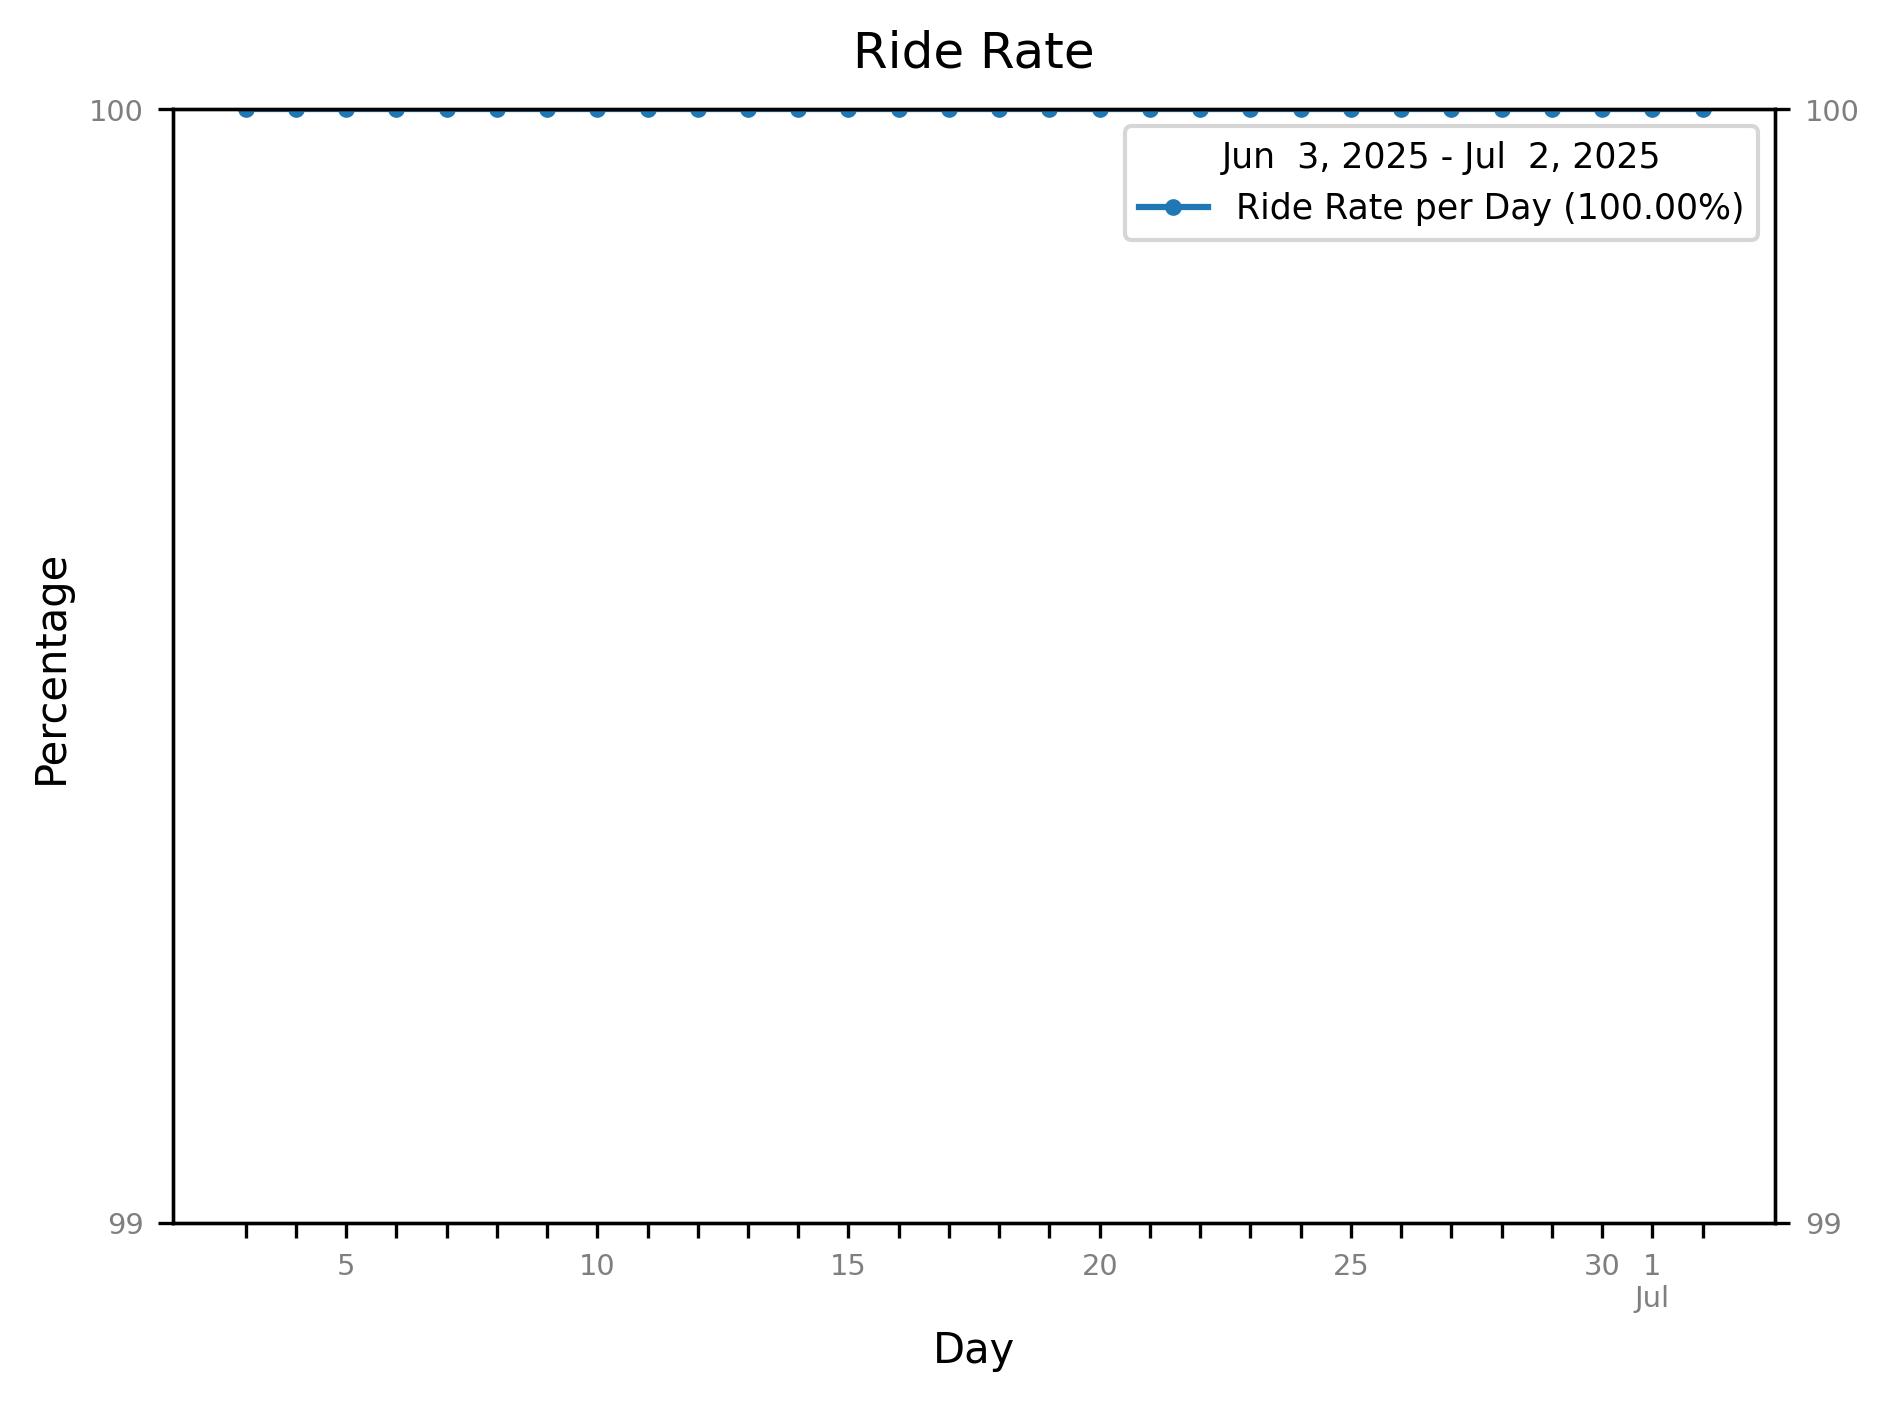 Ride Rate
100
100
Jun  3, 2025 - Jul  2, 2025
Ride Rate per Day (100.00%)
Percentage
99
99
5 10 15 20 25 30 1
Jul
Day